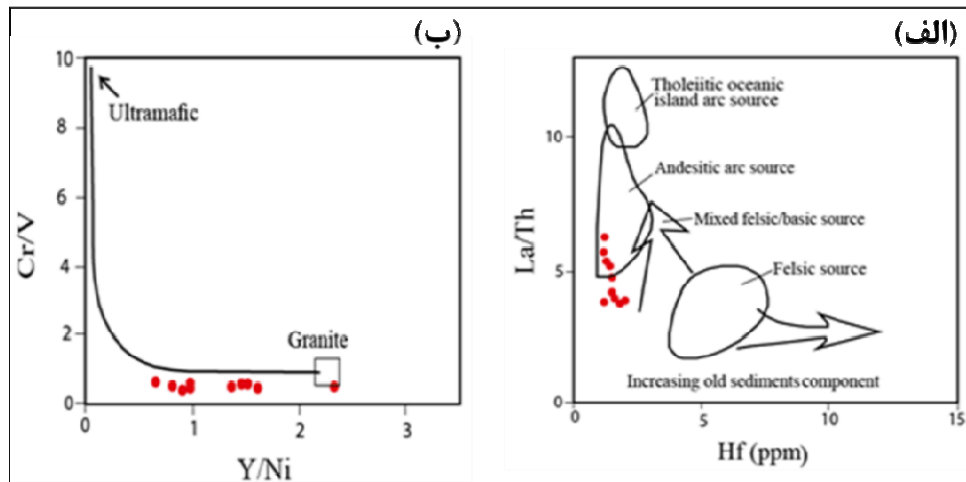 (ب)
10
8
6
4
2
0
Cr/V
Ultramafic
Granite
0
1
2
3
Y/Ni
(الف)
10
5
0
La/Th
Tholeiitic oceanic
island arc source
Andesitic arc source
Mixed felsic/basic source
Felsic source
Increasing old sediments component
0
5
10
15
Hf (ppm)